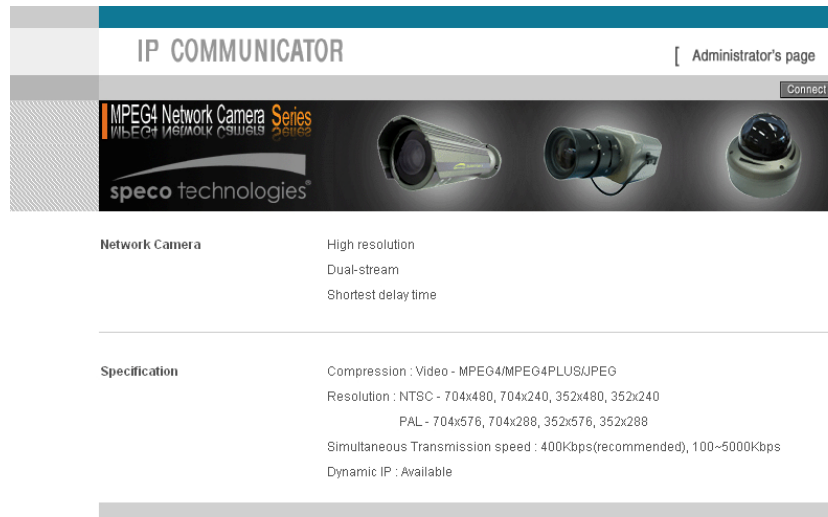 IP COMMUNICATOR
[ Administrator's page
Connect
MPEG4 Network Camera Series
speco technologies®
Network Camera
High resolution
Dual-stream
Shortest delay time
Specification
Compression : Video - MPEG4/MPEG4PLUS/JPEG
Resolution : NTSC - 704x480, 704x240, 352x480, 352x240
PAL - 704x576, 704x288, 352x576, 352x288
Simultaneous Transmission speed : 400Kbps(recommended), 100~5000Kbps
Dynamic IP : Available